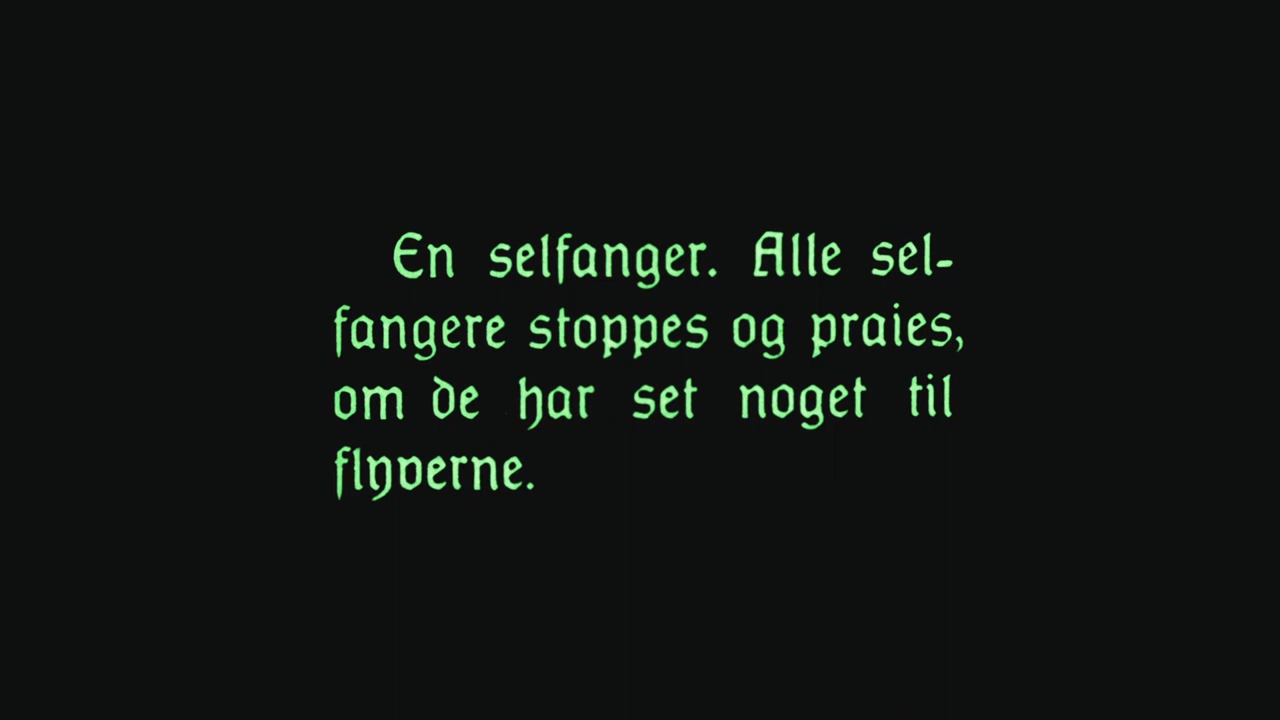 En selfanger. Alle sel-
fangere stoppes og praies,
om de har set noget til
flyverne.